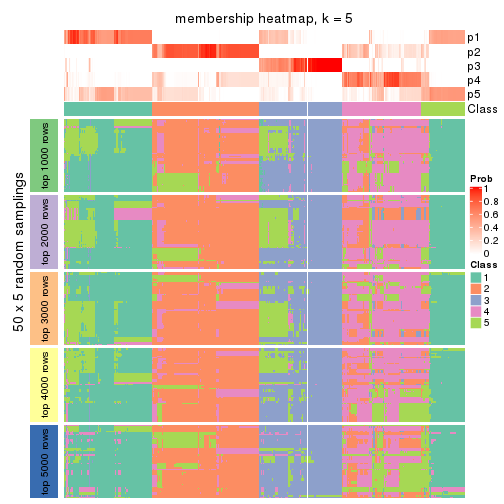 membership heatmap, k = 5
p1
p2
p3
p4
p5
Class
50 x 5 random samplings
top 1000 rows
top 2000 rows
top 3000 rows
top 4000 rows
top 5000 rows
Prob
1
0.8
0.6
0.4
0.2
0
Class
1
2
3
4
5